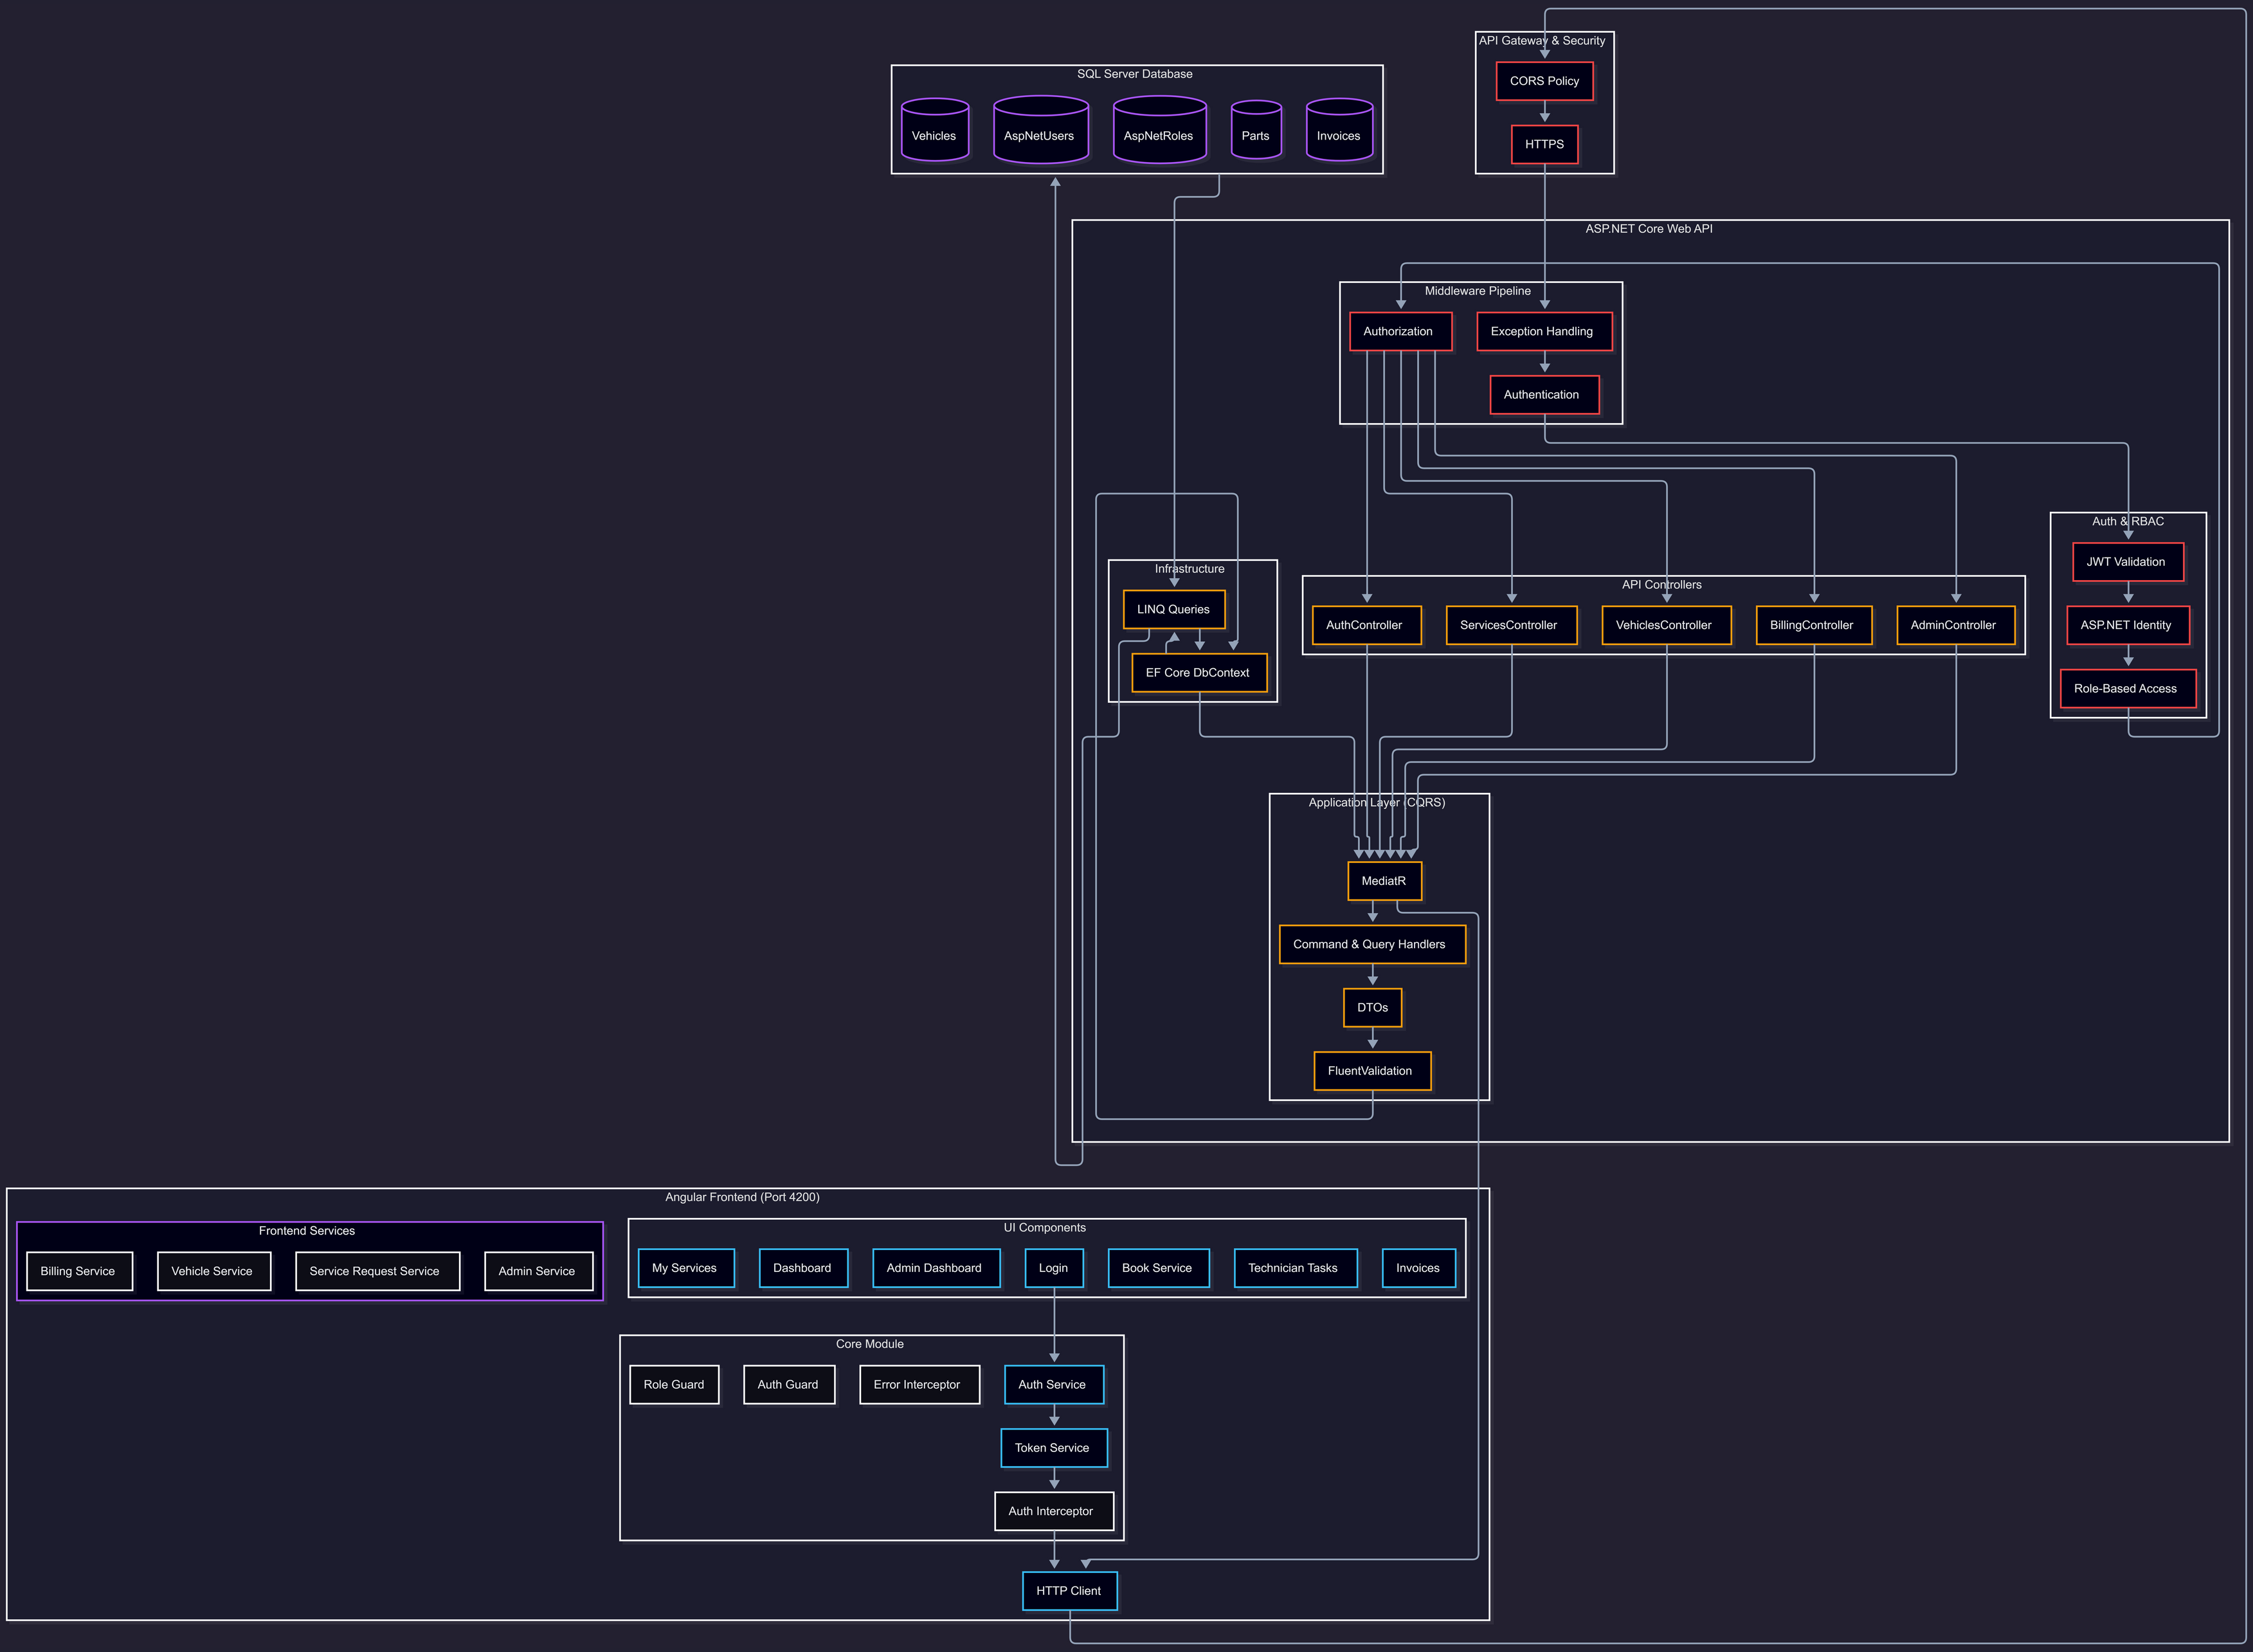 API Gateway & Security
CORS Policy
HTTPS
SQL Server Database
Vehicles
AspNetUsers
AspNetRoles
Parts
Invoices
ASP.NET Core Web API
Middleware Pipeline
Authorization
Exception Handling
Authentication
Auth & RBAC
JWT Validation
ASP.NET Identity
Role-Based Access
Infrastructure
LINQ Queries
EF Core DbContext
API Controllers
AuthController
ServicesController
VehiclesController
BillingController
AdminController
Application Layer (CQRS)
MediatR
Command & Query Handlers
DTOs
FluentValidation
Angular Frontend (Port 4200)
Frontend Services
Billing Service
Vehicle Service
Service Request Service
Admin Service
UI Components
My Services
Dashboard
Admin Dashboard
Login
Book Service
Technician Tasks
Invoices
Core Module
Role Guard
Auth Guard
Error Interceptor
Auth Service
Token Service
Auth Interceptor
HTTP Client